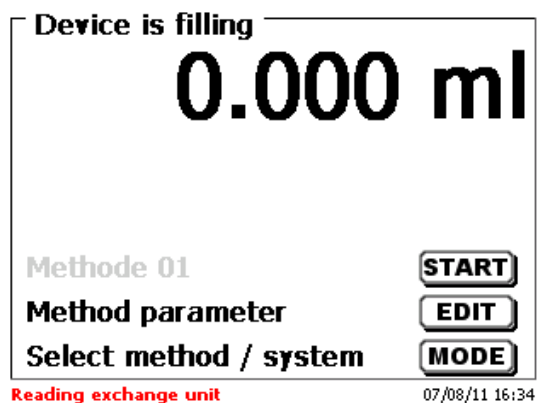 Device is filling
0.000 ml
Methode 01 START
Method parameter EDIT
Select method / system MODE
Reading exchange unit 07/08/11 16:34